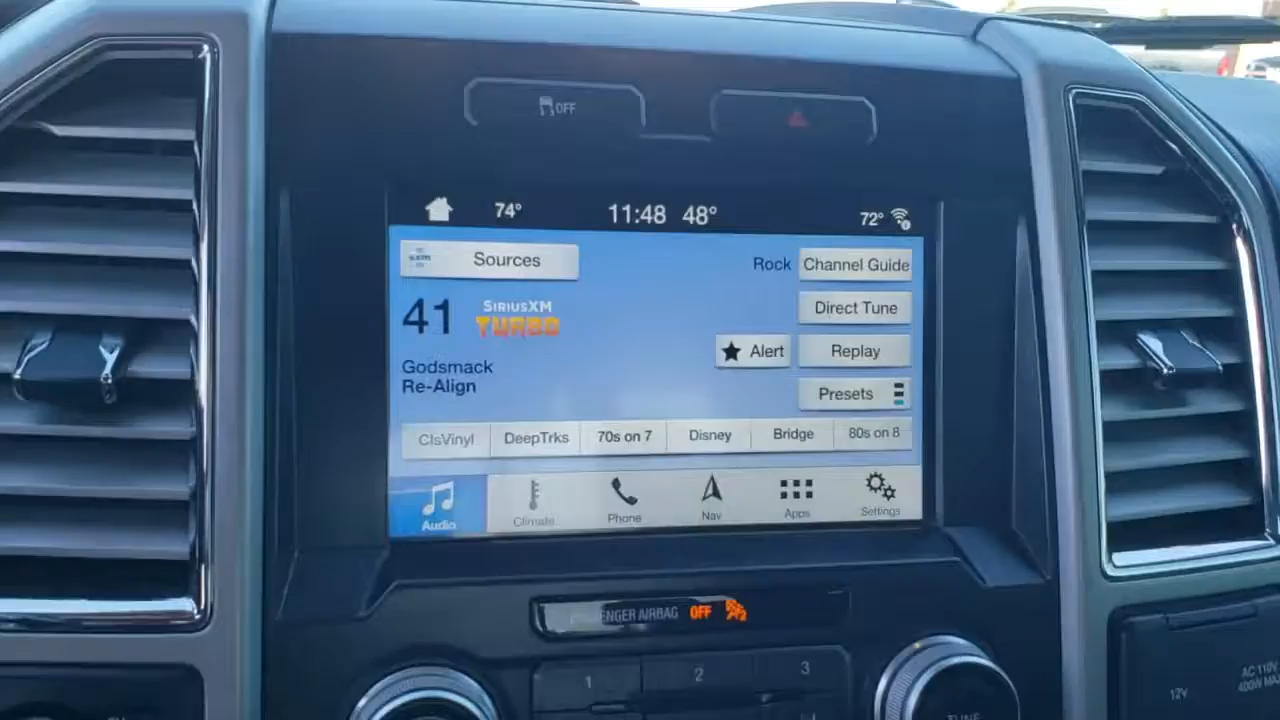 OFF
74° 11:48 48° 72°
Sources
Rock Channel Guide
41 SIRIUSXM TURBO
Direct Tune
Alert Replay
Godsmack
Re-Align
Presets
ClsVinyl DeepTrks 70s on 7 Disney Bridge 80s on 8
Audio Climate Phone Nav Apps Settings
PASSENGER AIRBAG OFF
1 2 3
TUNE
12V
AC 110V
400W MAX